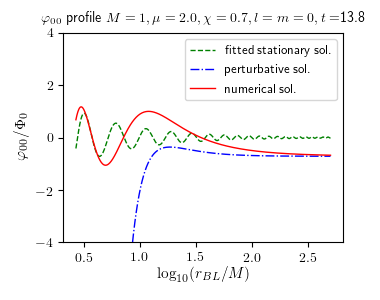 φ₀₀ profile M = 1, μ = 2.0, χ = 0.7, l = m = 0, t =13.8
4
2
0
−2
−4
φ₀₀/Φ₀
fitted stationary sol.
perturbative sol.
numerical sol.
0.5 1.0 1.5 2.0 2.5
log₁₀(r_BL/M)